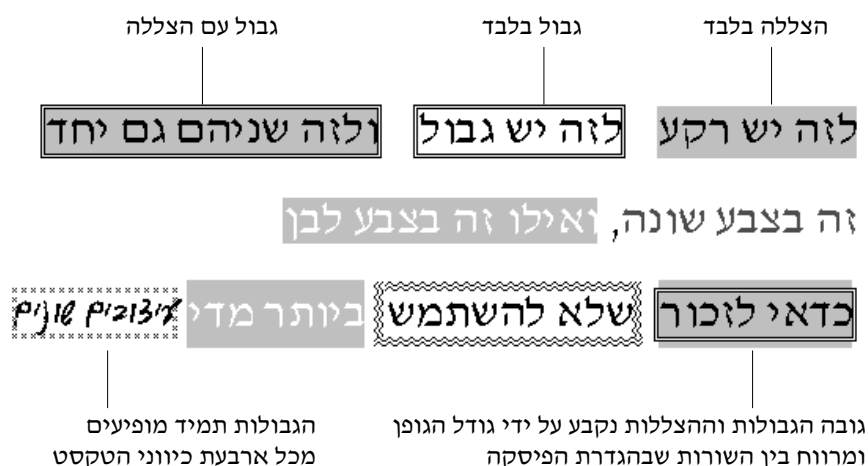 הצללה בלבד
גבול בלבד
גבול עם הצללה
לזה יש רקע
לזה יש גבול
ולזה שניהם גם יחד
זה בצבע שונה, ואילו זה בצבע לבן
כדאי לזכור שלא להשתמש ביותר מדי עיצובים שונים
גובה הגבולות וההצללות נקבע על ידי גודל הגופן
ומרווח בין השורות שבהגדרת הפיסקה
הגבולות תמיד מופיעים
מכל ארבעת כיווני הטקסט